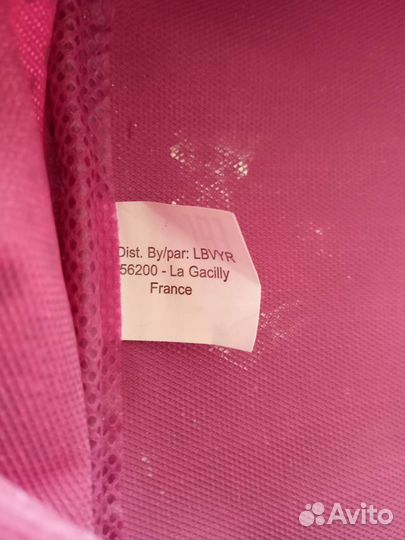 Dist. By/par: LBVYR
56200 - La Gacilly
France
Avito